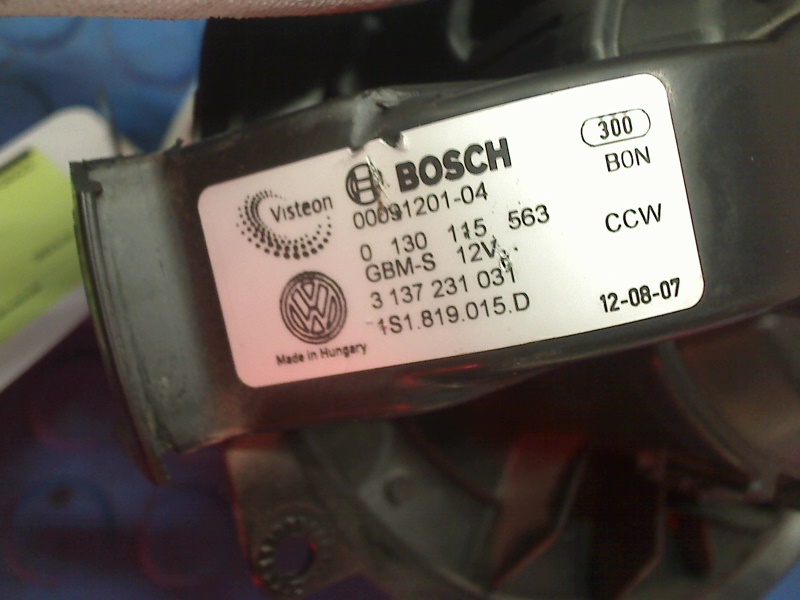 300
BOSCH
B0N
Visteon
00091201-04
0 130 115 563
CCW
GBM-S 12V
3 137 231 031
1S1.819.015.D
12-08-07
Made in Hungary